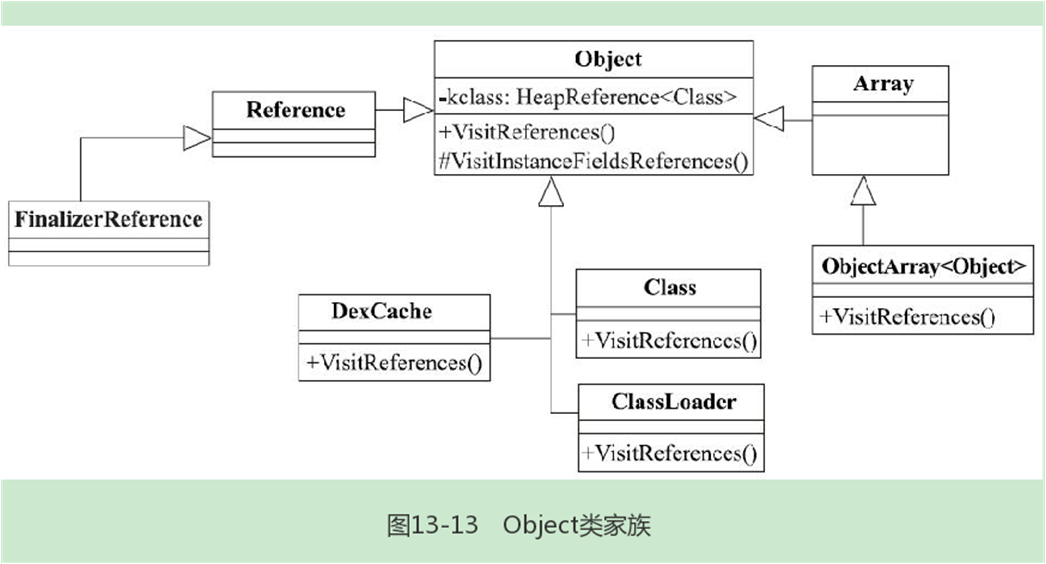 Object
-kclass: HeapReference<Class>
+VisitReferences()
#VisitInstanceFieldsReferences()
Reference
Array
FinalizerReference
ObjectArray<Object>
+VisitReferences()
DexCache
+VisitReferences()
Class
+VisitReferences()
ClassLoader
+VisitReferences()
图13-13 Object类家族